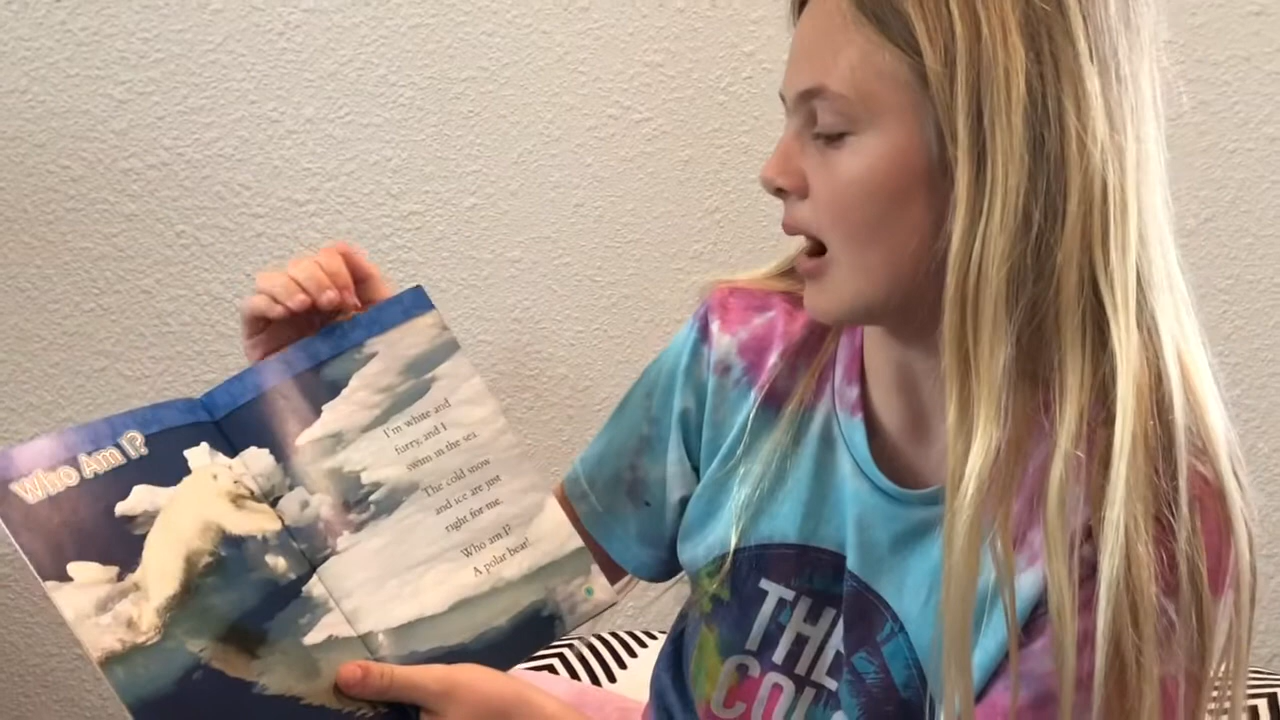 Who Am I?
I'm white and
furry, and I
swim in the sea.
The cold snow
and ice are just
right for me.
Who am I?
A polar bear!
THE